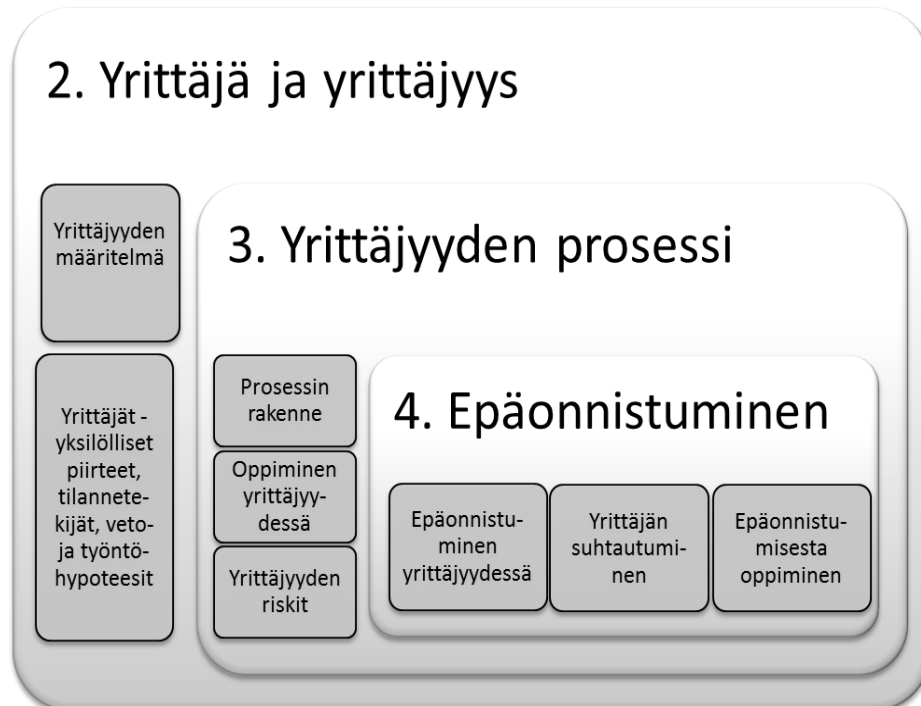 2. Yrittäjä ja yrittäjyys
Yrittäjyyden
määritelmä
Yrittäjät -
yksilölliset
piirteet,
tilannete-
kijät, veto-
ja työntö-
hypoteesit
3. Yrittäjyyden prosessi
Prosessin
rakenne
Oppiminen
yrittäjyy-
dessä
Yrittäjyyden
riskit
4. Epäonnistuminen
Epäonnistu-
minen
yrittäjyydessä
Yrittäjän
suhtautumi-
nen
Epäonnistu-
misesta
oppiminen